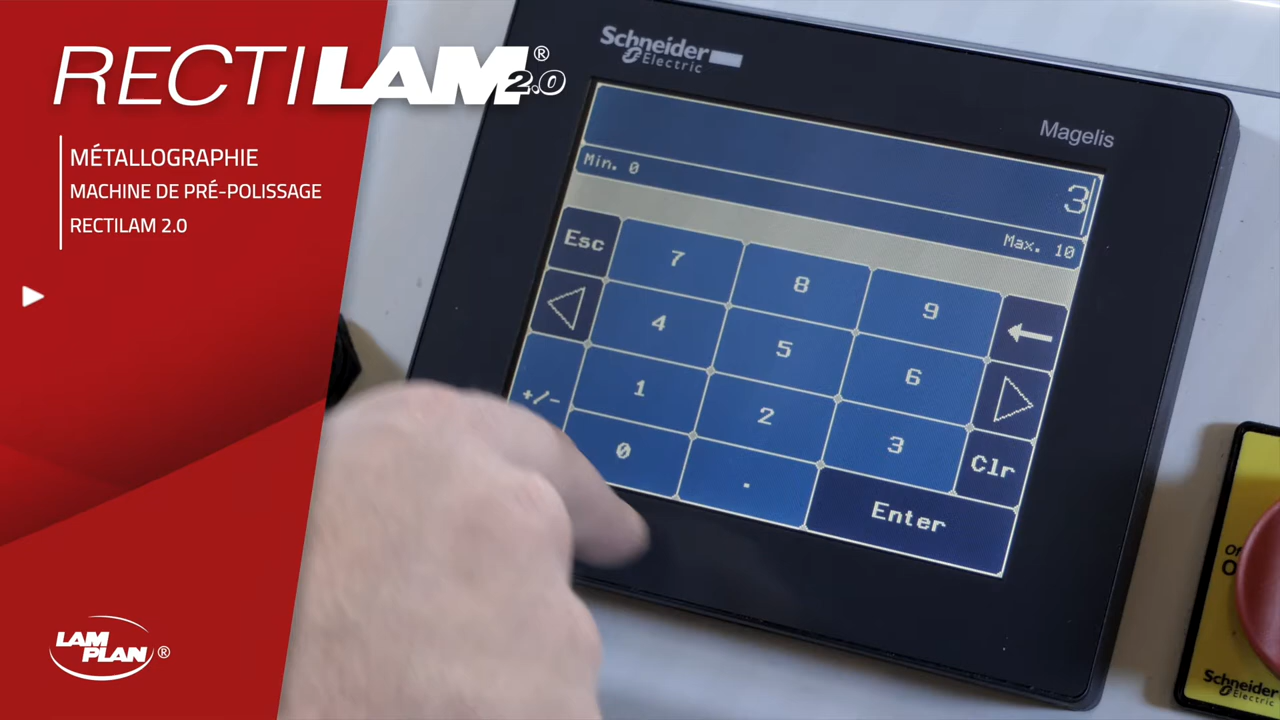 RECTILAM® 2.0
MÉTALLOGRAPHIE
MACHINE DE PRÉ-POLISSAGE
RECTILAM 2.0
LAM
PLAN ®
Schneider
Electric
Magelis
3
Min. 0
Max. 10
Esc
7
8
9
4
5
6
+/-
1
2
3
Clr
0
.
Enter
O
Schneider
Electric